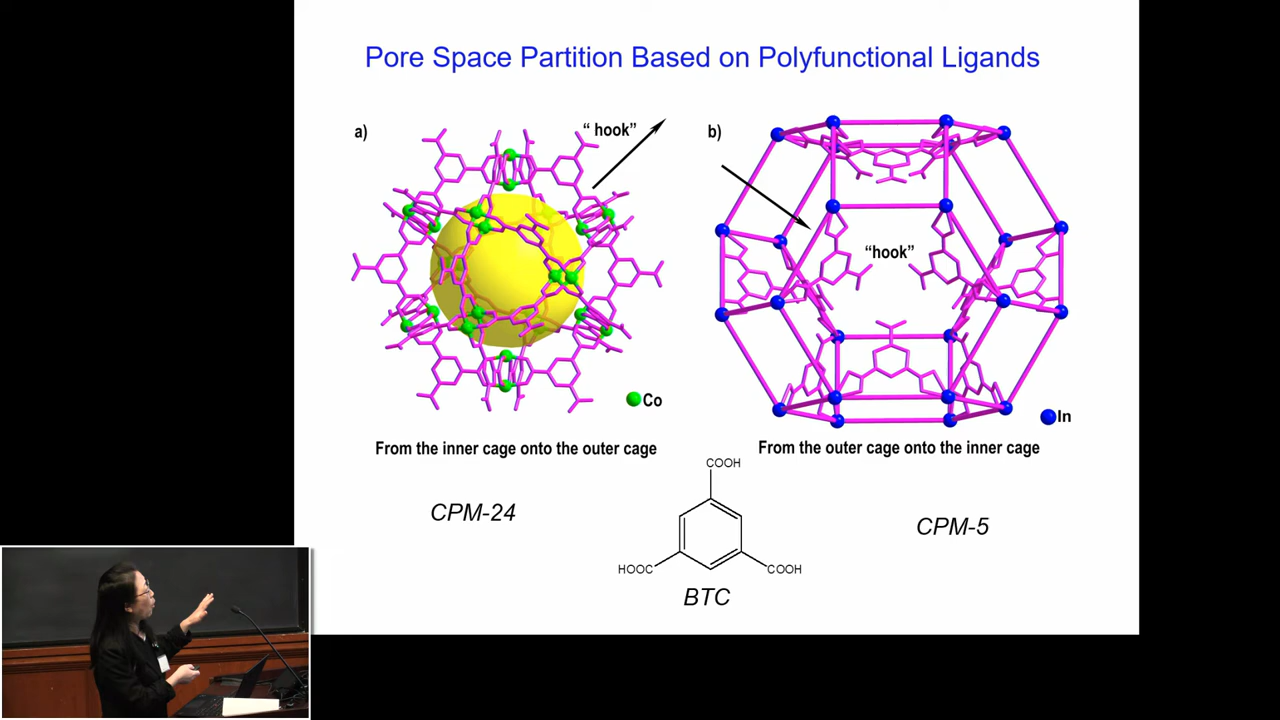 Pore Space Partition Based on Polyfunctional Ligands
a)
“ hook”
b)
“hook”
Co
In
From the inner cage onto the outer cage
From the outer cage onto the inner cage
CPM-24
CPM-5
COOH
HOOC
COOH
BTC